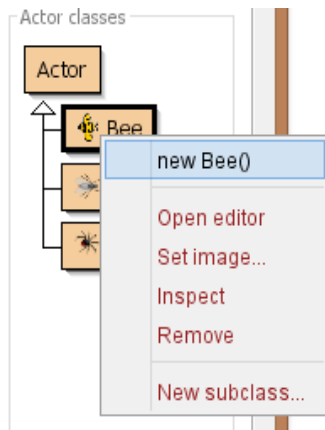 Actor classes
Actor
Bee
new Bee()
Open editor
Set image...
Inspect
Remove
New subclass...